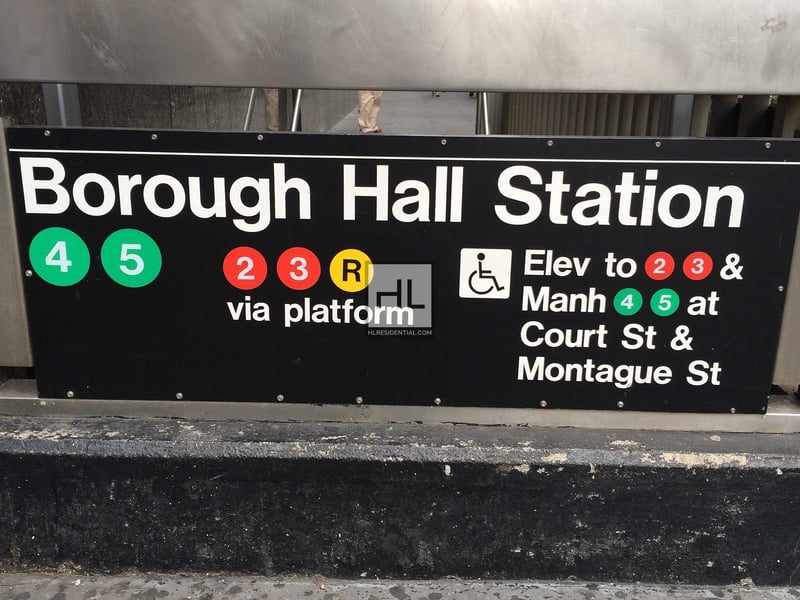 Borough Hall Station
4 5 2 3 R
via platform
Elev to 2 3 &
Manh 4 5 at
Court St &
Montague St
HL
HLRESIDENTIAL.COM